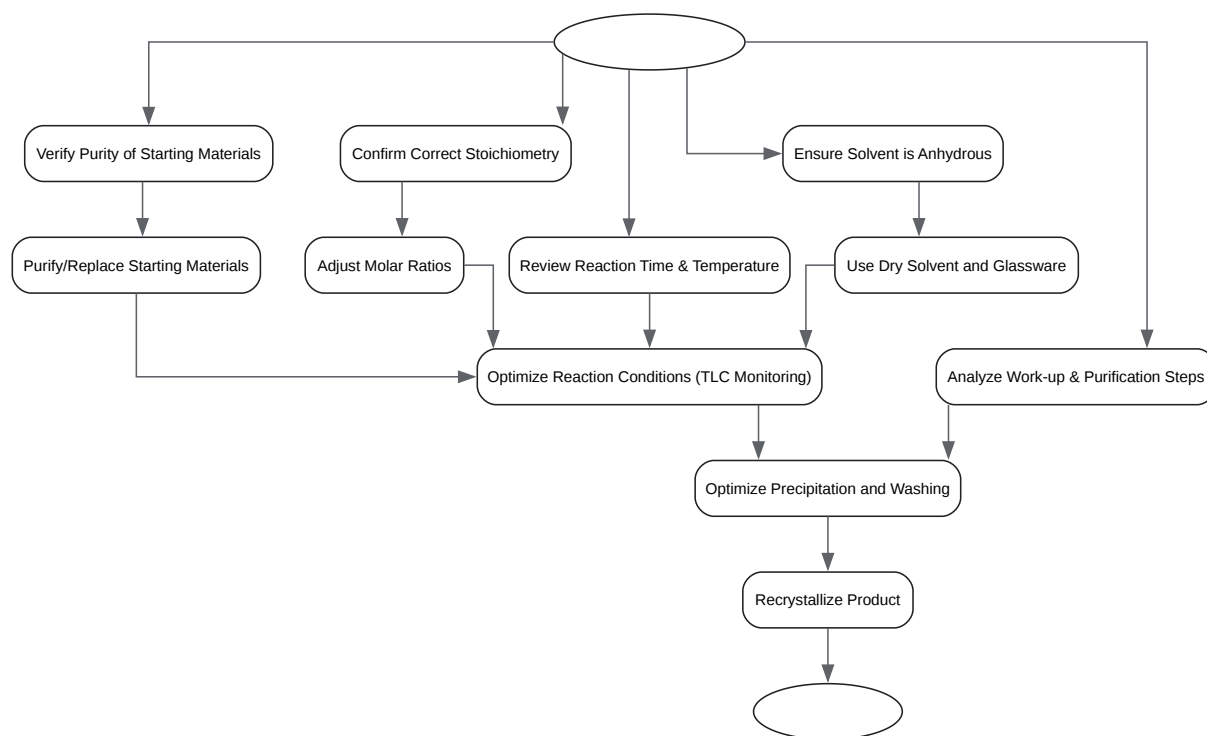 Verify Purity of Starting Materials
Confirm Correct Stoichiometry
Ensure Solvent is Anhydrous
Purify/Replace Starting Materials
Adjust Molar Ratios
Review Reaction Time & Temperature
Use Dry Solvent and Glassware
Optimize Reaction Conditions (TLC Monitoring)
Analyze Work-up & Purification Steps
Optimize Precipitation and Washing
Recrystallize Product